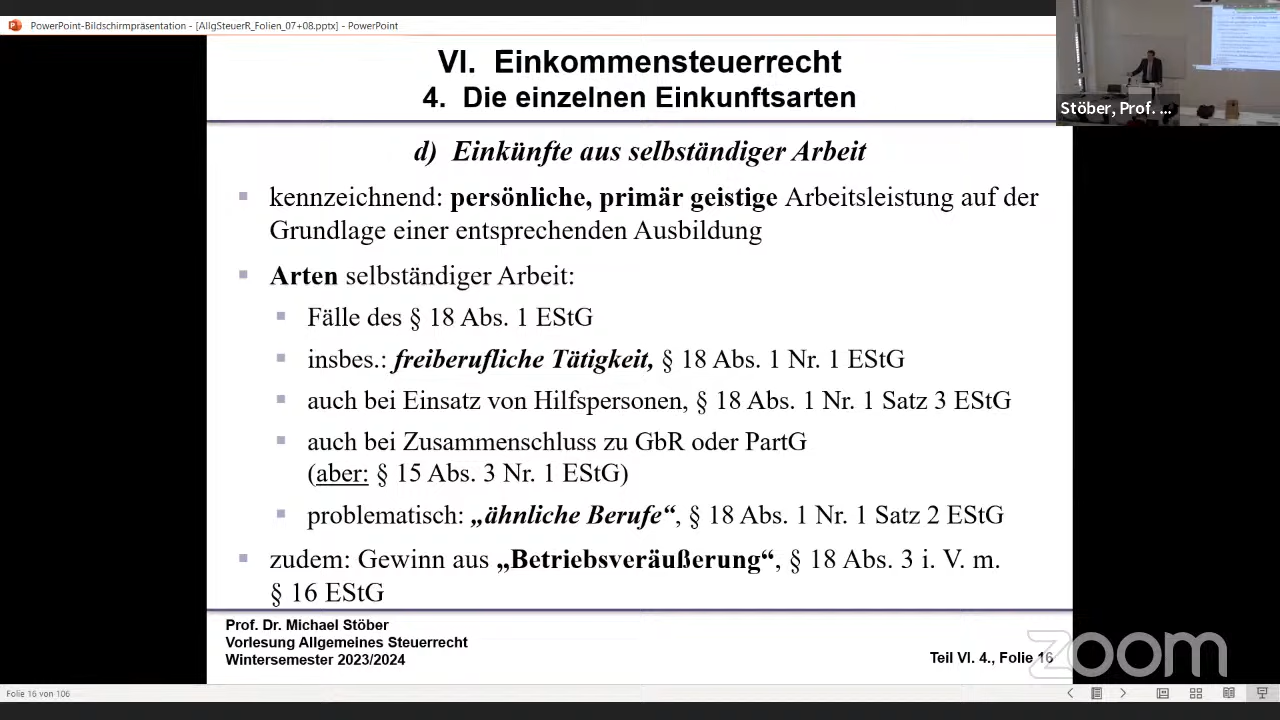 PowerPoint-Bildschirmpräsentation - [AllgSteuerR_Folien_07+08.pptx] - PowerPoint
Stöber, Prof. ...
VI. Einkommensteuerrecht
4. Die einzelnen Einkunftsarten
d) Einkünfte aus selbständiger Arbeit
kennzeichnend: persönliche, primär geistige Arbeitsleistung auf der
Grundlage einer entsprechenden Ausbildung
Arten selbständiger Arbeit:
Fälle des § 18 Abs. 1 EStG
insbes.: freiberufliche Tätigkeit, § 18 Abs. 1 Nr. 1 EStG
auch bei Einsatz von Hilfspersonen, § 18 Abs. 1 Nr. 1 Satz 3 EStG
auch bei Zusammenschluss zu GbR oder PartG
(aber: § 15 Abs. 3 Nr. 1 EStG)
problematisch: „ähnliche Berufe“, § 18 Abs. 1 Nr. 1 Satz 2 EStG
zudem: Gewinn aus „Betriebsveräußerung“, § 18 Abs. 3 i. V. m.
§ 16 EStG
Prof. Dr. Michael Stöber
Vorlesung Allgemeines Steuerrecht
Wintersemester 2023/2024
Teil VI. 4., Folie 16
zoom
Folie 16 von 106